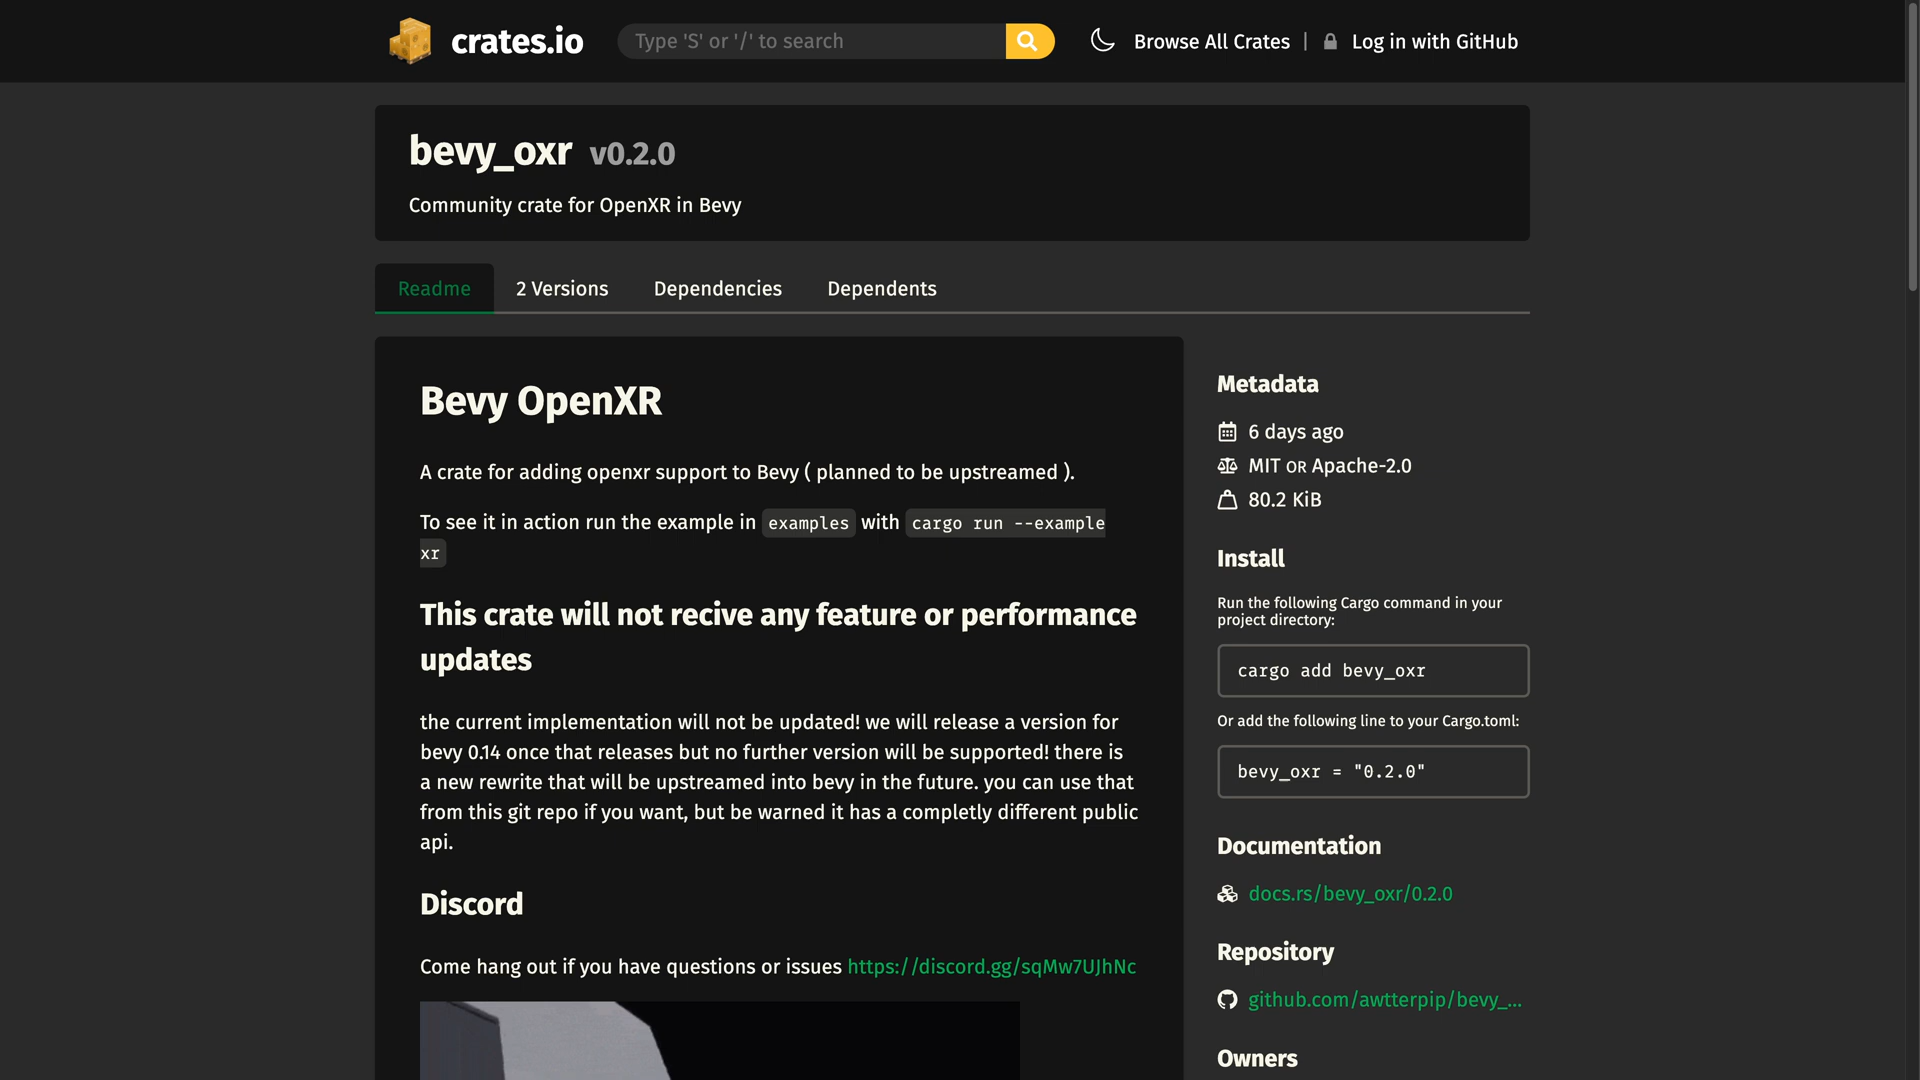 crates.io
Type 'S' or '/' to search
Browse All Crates | Log in with GitHub
bevy_oxr v0.2.0
Community crate for OpenXR in Bevy
Readme 2 Versions Dependencies Dependents
Bevy OpenXR
A crate for adding openxr support to Bevy ( planned to be upstreamed ).
To see it in action run the example in examples with cargo run --example
xr
This crate will not recive any feature or performance
updates
the current implementation will not be updated! we will release a version for
bevy 0.14 once that releases but no further version will be supported! there is
a new rewrite that will be upstreamed into bevy in the future. you can use that
from this git repo if you want, but be warned it has a completly different public
api.
Discord
Come hang out if you have questions or issues https://discord.gg/sqMw7UJhNc
Metadata
6 days ago
MIT OR Apache-2.0
80.2 KiB
Install
Run the following Cargo command in your
project directory:
cargo add bevy_oxr
Or add the following line to your Cargo.toml:
bevy_oxr = "0.2.0"
Documentation
docs.rs/bevy_oxr/0.2.0
Repository
github.com/awtterpip/bevy_...
Owners